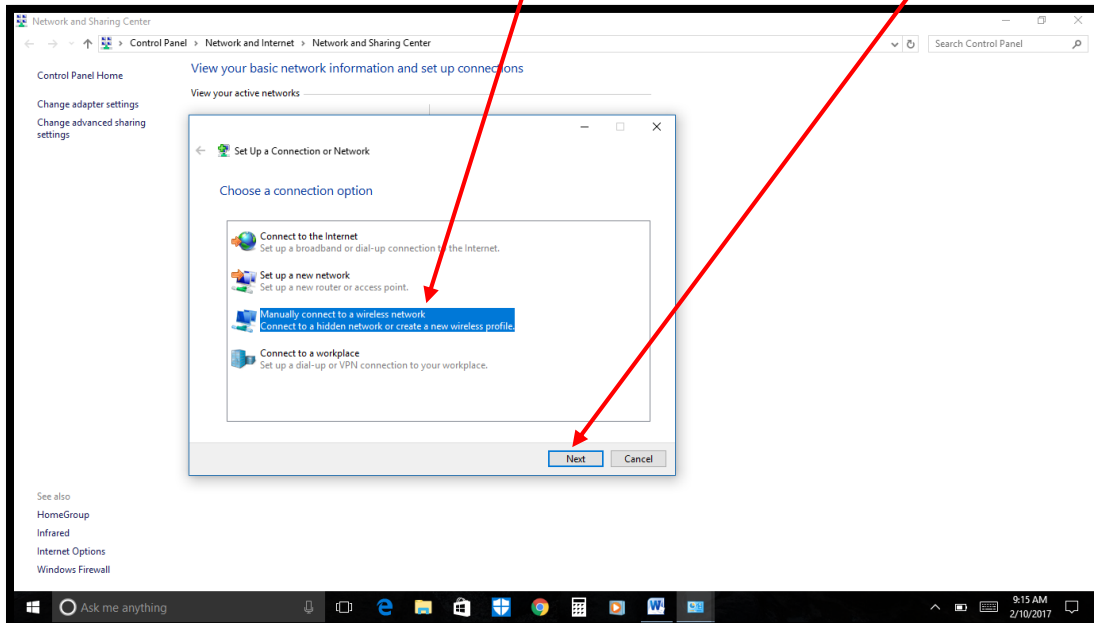 Network and Sharing Center
Control Panel > Network and Internet > Network and Sharing Center
Search Control Panel
Control Panel Home
Change adapter settings
Change advanced sharing
settings
View your basic network information and set up connections
View your active networks
Set Up a Connection or Network
Choose a connection option
Connect to the Internet
Set up a broadband or dial-up connection to the Internet.
Set up a new network
Set up a new router or access point.
Manually connect to a wireless network
Connect to a hidden network or create a new wireless profile.
Connect to a workplace
Set up a dial-up or VPN connection to your workplace.
Next
Cancel
See also
HomeGroup
Infrared
Internet Options
Windows Firewall
Ask me anything
9:15 AM
2/10/2017